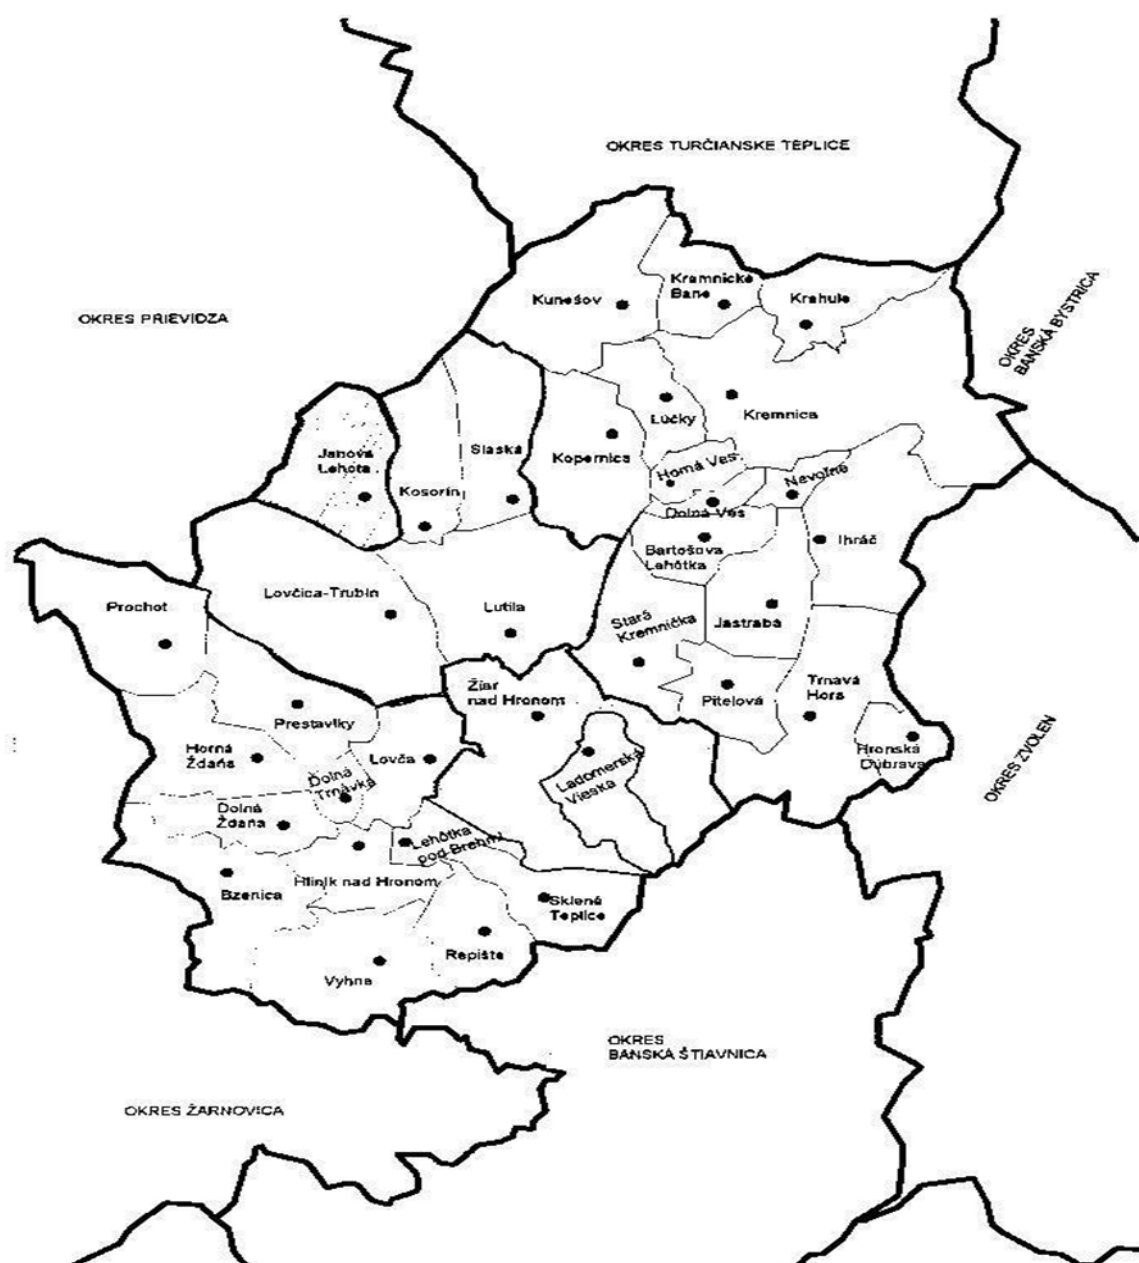 OKRES TURČIANSKE TEPLICE
OKRES PRIEVIDZA
OKRES
BANSKÁ BYSTRICA
Kremnické
Bane
Kunešov
Krahule
Lúčky
Kremnica
Janova
Lehota
Slaská
Kopernica
Horná Ves
Nevoľné
Kosorín
Dolná Ves
Bartošova
Lehôtka
Ihráč
Lovčica-Trubín
Prochot
Lutila
Stará
Kremnička
Jastrabá
Žiar
nad Hronom
Pitelová
Trnavá
Hora
Prestavlky
Horná
Ždaňa
Lovča
Hronská
Dúbrava
OKRES ZVOLEN
Dolná
Trnávka
Ladomerská
Vieska
Dolná
Ždaňa
Lehôtka
pod Brehmi
Bzenica
Hliník nad Hronom
Sklené
Teplice
Repište
Vyhne
OKRES
BANSKÁ ŠTIAVNICA
OKRES ŽARNOVICA